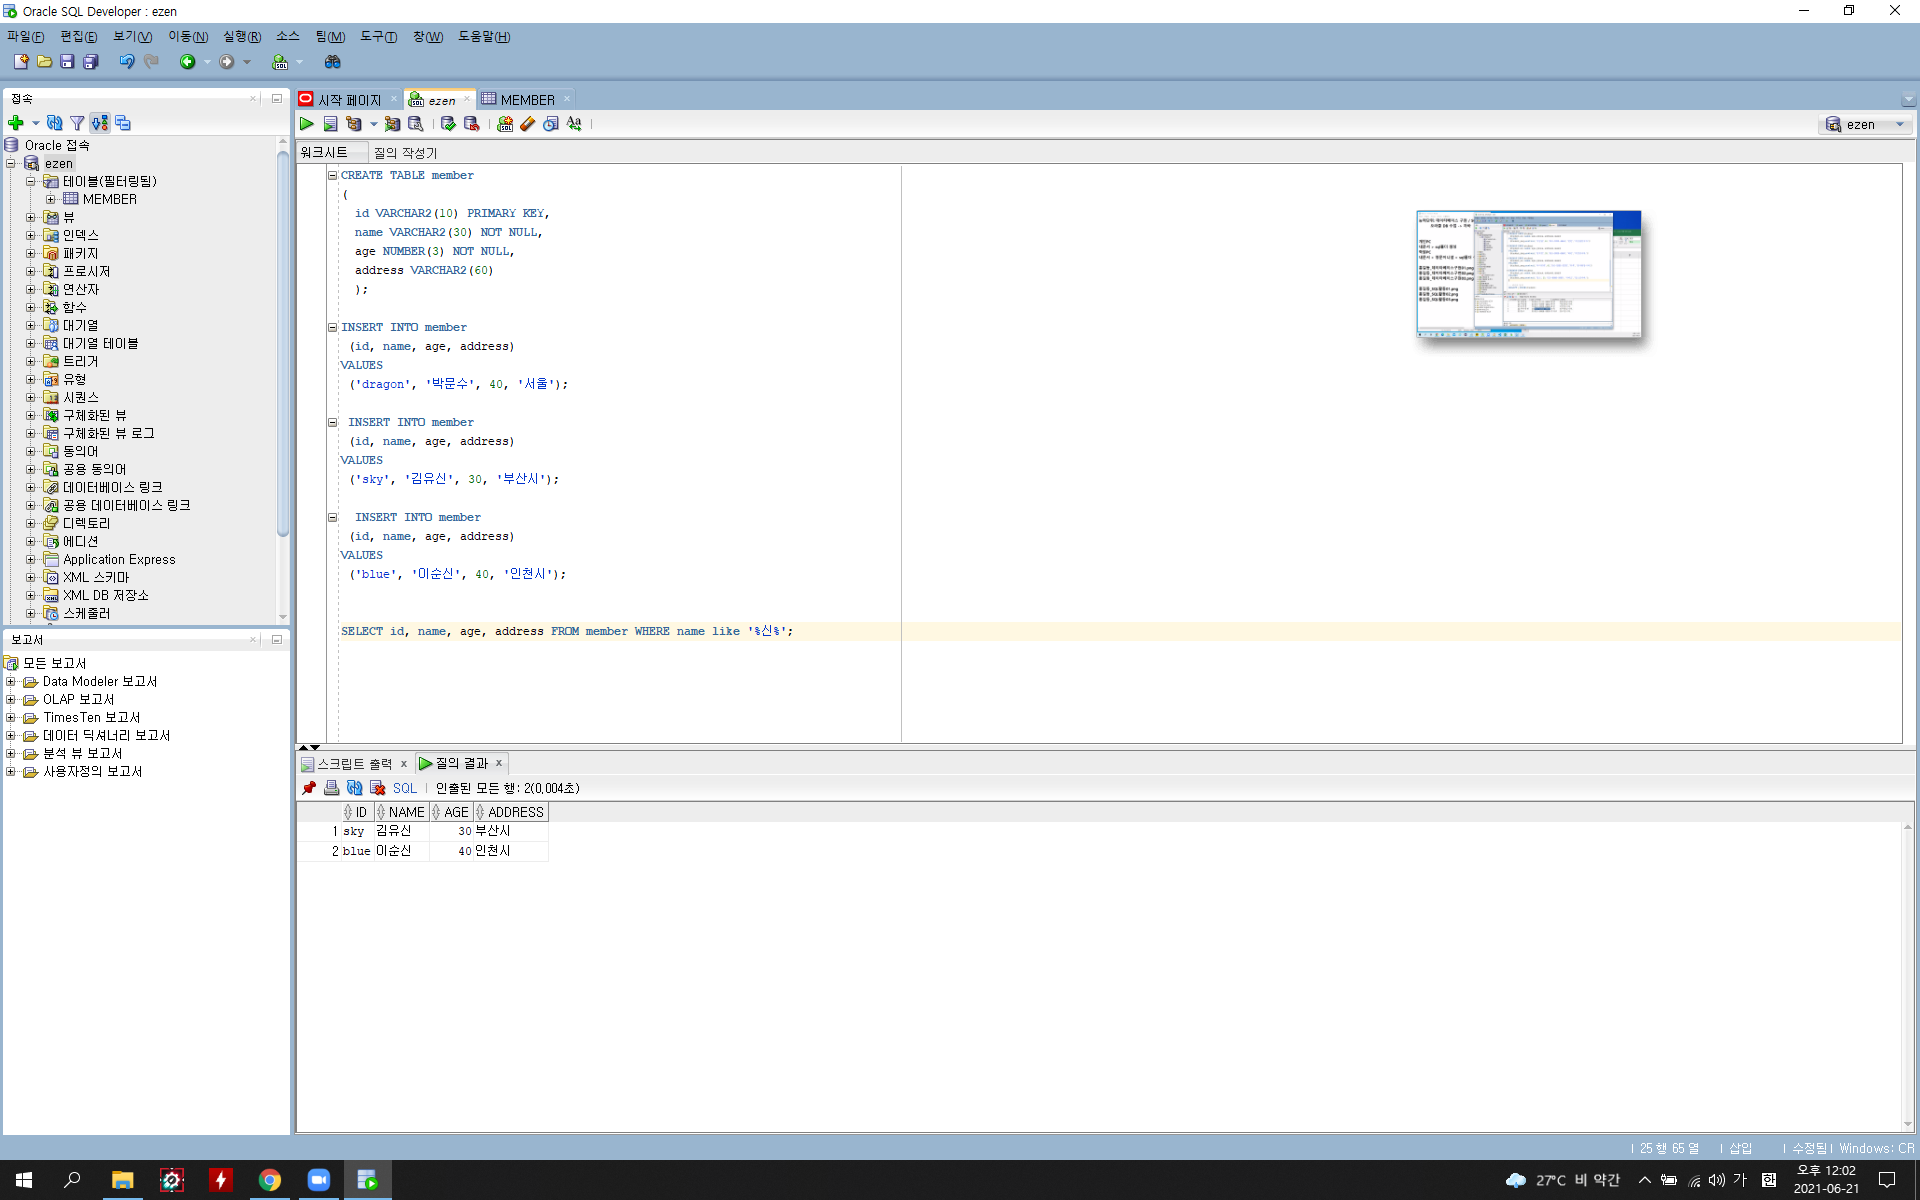 Oracle SQL Developer : ezen
파일(F) 편집(E) 보기(V) 이동(N) 실행(R) 소스 팀(M) 도구(T) 창(W) 도움말(H)
접속
Oracle 접속
ezen
테이블(필터링됨)
MEMBER
뷰
인덱스
패키지
프로시저
연산자
함수
대기열
대기열 테이블
트리거
유형
시퀀스
구체화된 뷰
구체화된 뷰 로그
동의어
공용 동의어
데이터베이스 링크
공용 데이터베이스 링크
디렉토리
에디션
Application Express
XML 스키마
XML DB 저장소
스케줄러
보고서
모든 보고서
Data Modeler 보고서
OLAP 보고서
TimesTen 보고서
데이터 딕셔너리 보고서
분석 뷰 보고서
사용자정의 보고서
시작 페이지 ezen MEMBER
ezen
워크시트 질의 작성기
CREATE TABLE member
(
id VARCHAR2(10) PRIMARY KEY,
name VARCHAR2(30) NOT NULL,
age NUMBER(3) NOT NULL,
address VARCHAR2(60)
);
INSERT INTO member
(id, name, age, address)
VALUES
('dragon', '박문수', 40, '서울');
INSERT INTO member
(id, name, age, address)
VALUES
('sky', '김유신', 30, '부산시');
INSERT INTO member
(id, name, age, address)
VALUES
('blue', '이순신', 40, '인천시');
SELECT id, name, age, address FROM member WHERE name like '%신%';
스크립트 출력 질의 결과
SQL 인출된 모든 행: 2(0,004초)
ID NAME AGE ADDRESS
1 sky 김유신 30 부산시
2 blue 이순신 40 인천시
25 행 65 열 삽입 수정됨 Windows: CR
27°C 비 약간 가 한 오후 12:02
2021-06-21